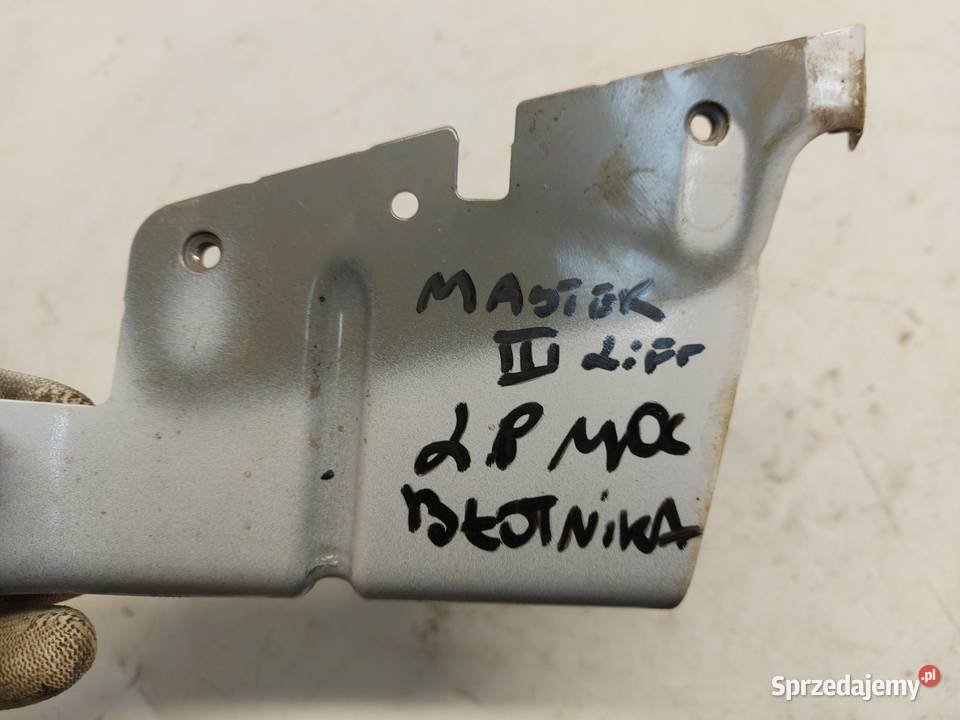 MASTER
III LiFT
L.P MOC
BŁOTNiKA
Sprzedajemy.pl